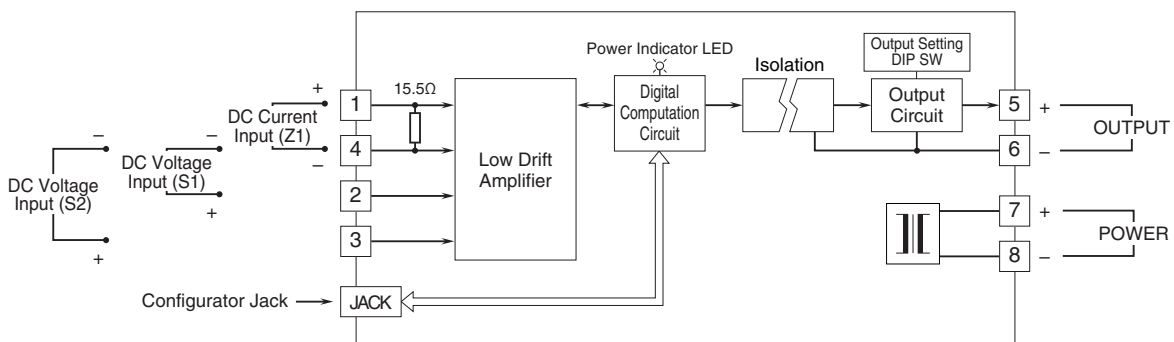 Power Indicator LED
Output Setting
DIP SW
Isolation
15.5Ω
+
DC Current
Input (Z1)
–
1
4
2
3
–
DC Voltage
Input (S1)
+
–
DC Voltage
Input (S2)
+
Low Drift
Amplifier
Digital
Computation
Circuit
Output
Circuit
5
+
OUTPUT
6
–
7
+
POWER
8
–
Configurator Jack
JACK